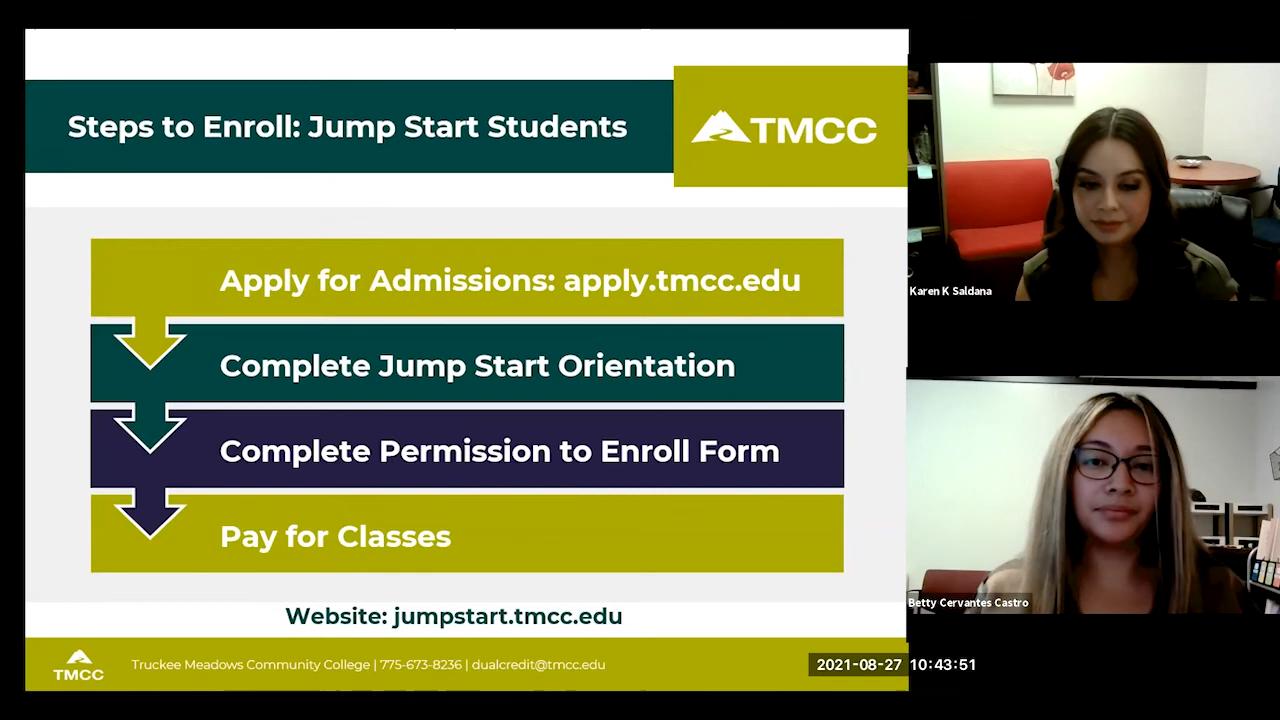 Steps to Enroll: Jump Start Students
TMCC
Apply for Admissions: apply.tmcc.edu
Complete Jump Start Orientation
Complete Permission to Enroll Form
Pay for Classes
Website: jumpstart.tmcc.edu
TMCC
Truckee Meadows Community College | 775-673-8236 | dualcredit@tmcc.edu
2021-08-27 10:43:51
Karen K Saldana
Betty Cervantes Castro